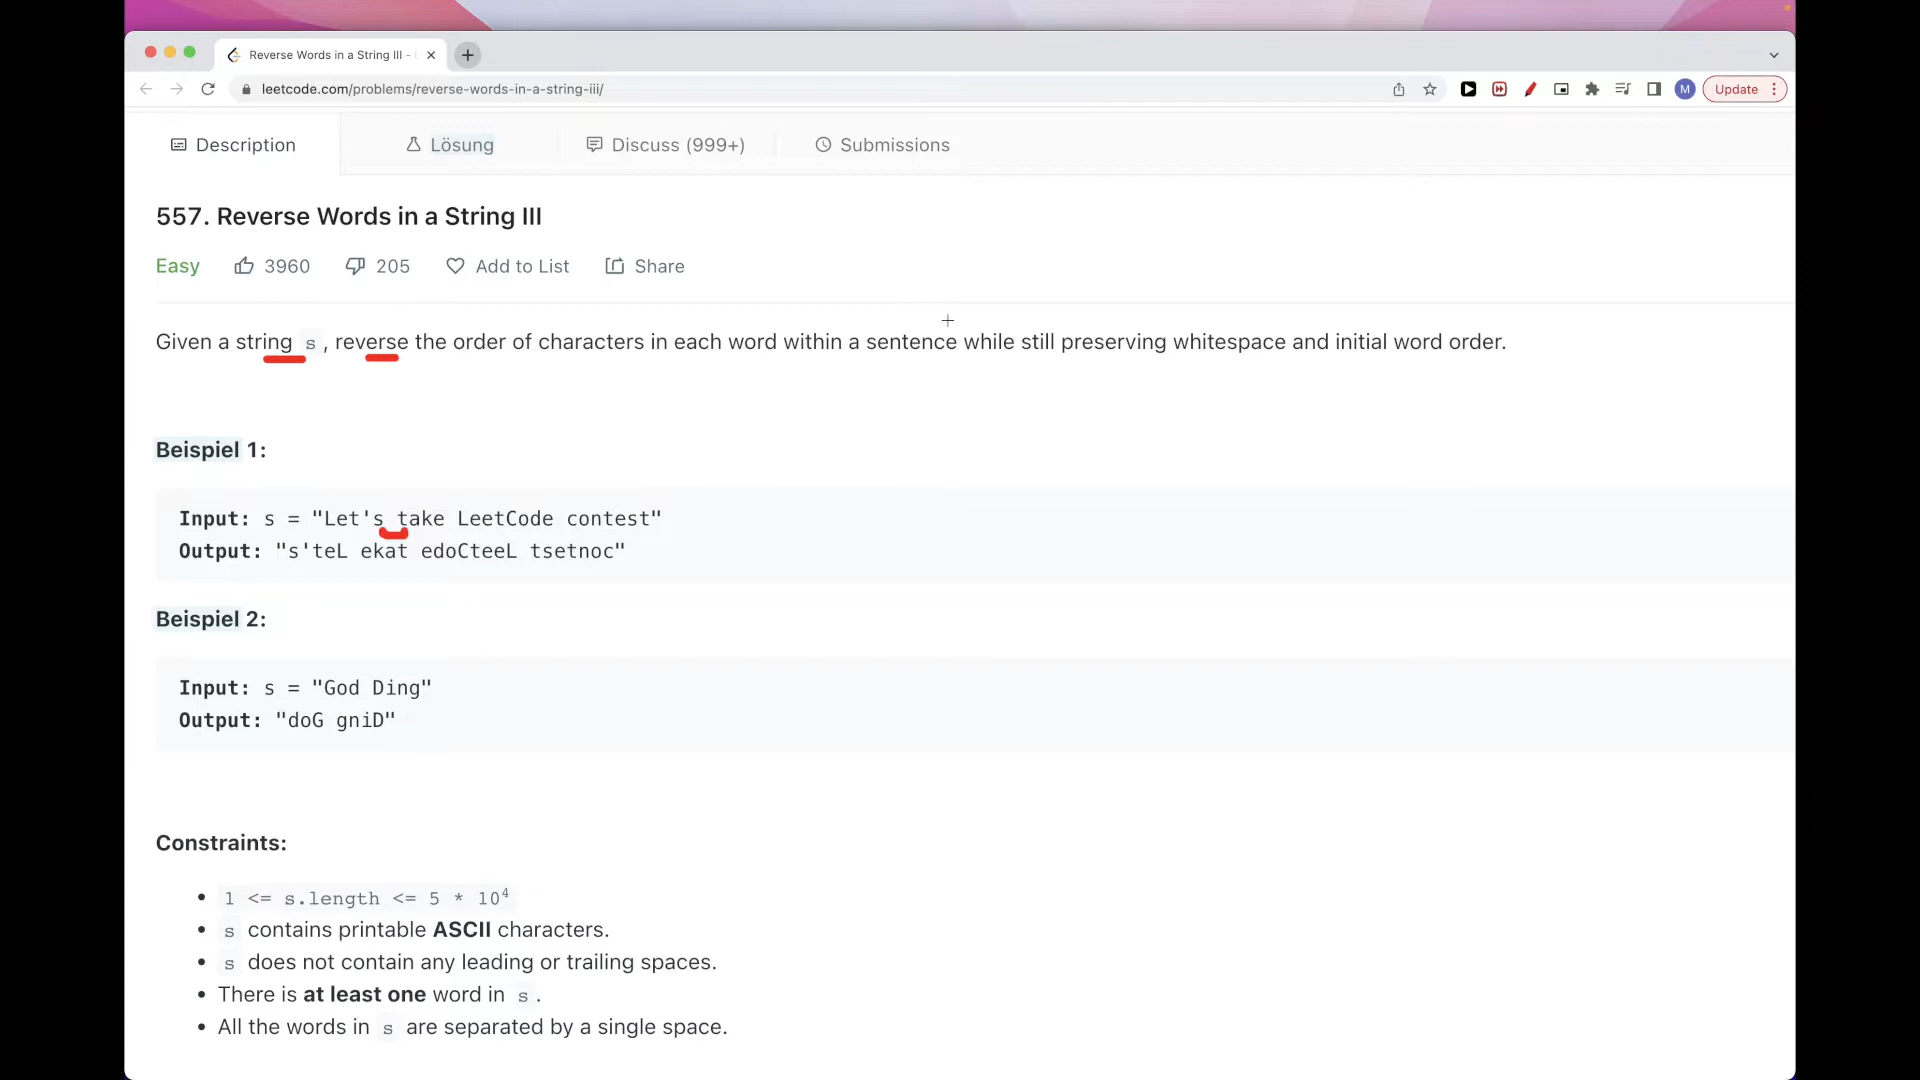 Reverse Words in a String III -
leetcode.com/problems/reverse-words-in-a-string-iii/
M
Update
Description
Lösung
Discuss (999+)
Submissions
557. Reverse Words in a String III
Easy
3960
205
Add to List
Share
Given a string s, reverse the order of characters in each word within a sentence while still preserving whitespace and initial word order.
Beispiel 1:
Input: s = "Let's take LeetCode contest"
Output: "s'teL ekat edoCteeL tsetnoc"
Beispiel 2:
Input: s = "God Ding"
Output: "doG gniD"
Constraints:
1 <= s.length <= 5 * 10⁴
s contains printable ASCII characters.
s does not contain any leading or trailing spaces.
There is at least one word in s.
All the words in s are separated by a single space.